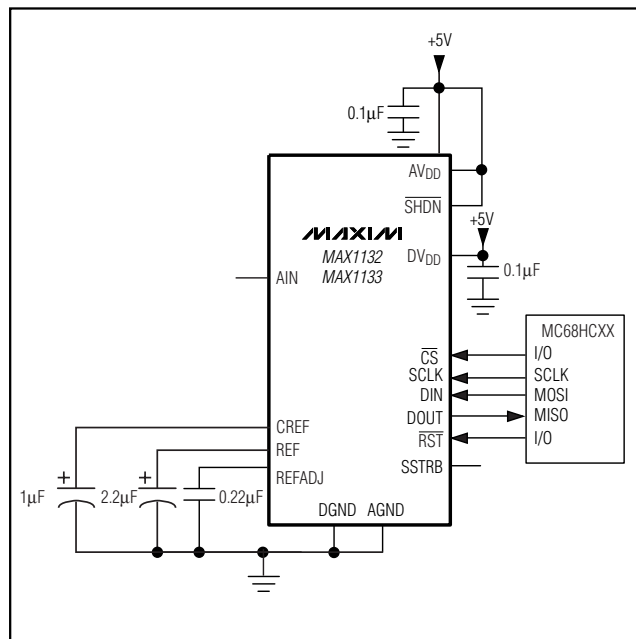 +5V
0.1µF
AVDD
SHDN
+5V
MAXIM
MAX1132
MAX1133
DVDD
AIN
0.1µF
MC68HCXX
CS
I/O
SCLK
SCLK
DIN
MOSI
DOUT
MISO
RST
I/O
SSTRB
CREF
REF
REFADJ
+
+
1µF
2.2µF
0.22µF
DGND
AGND